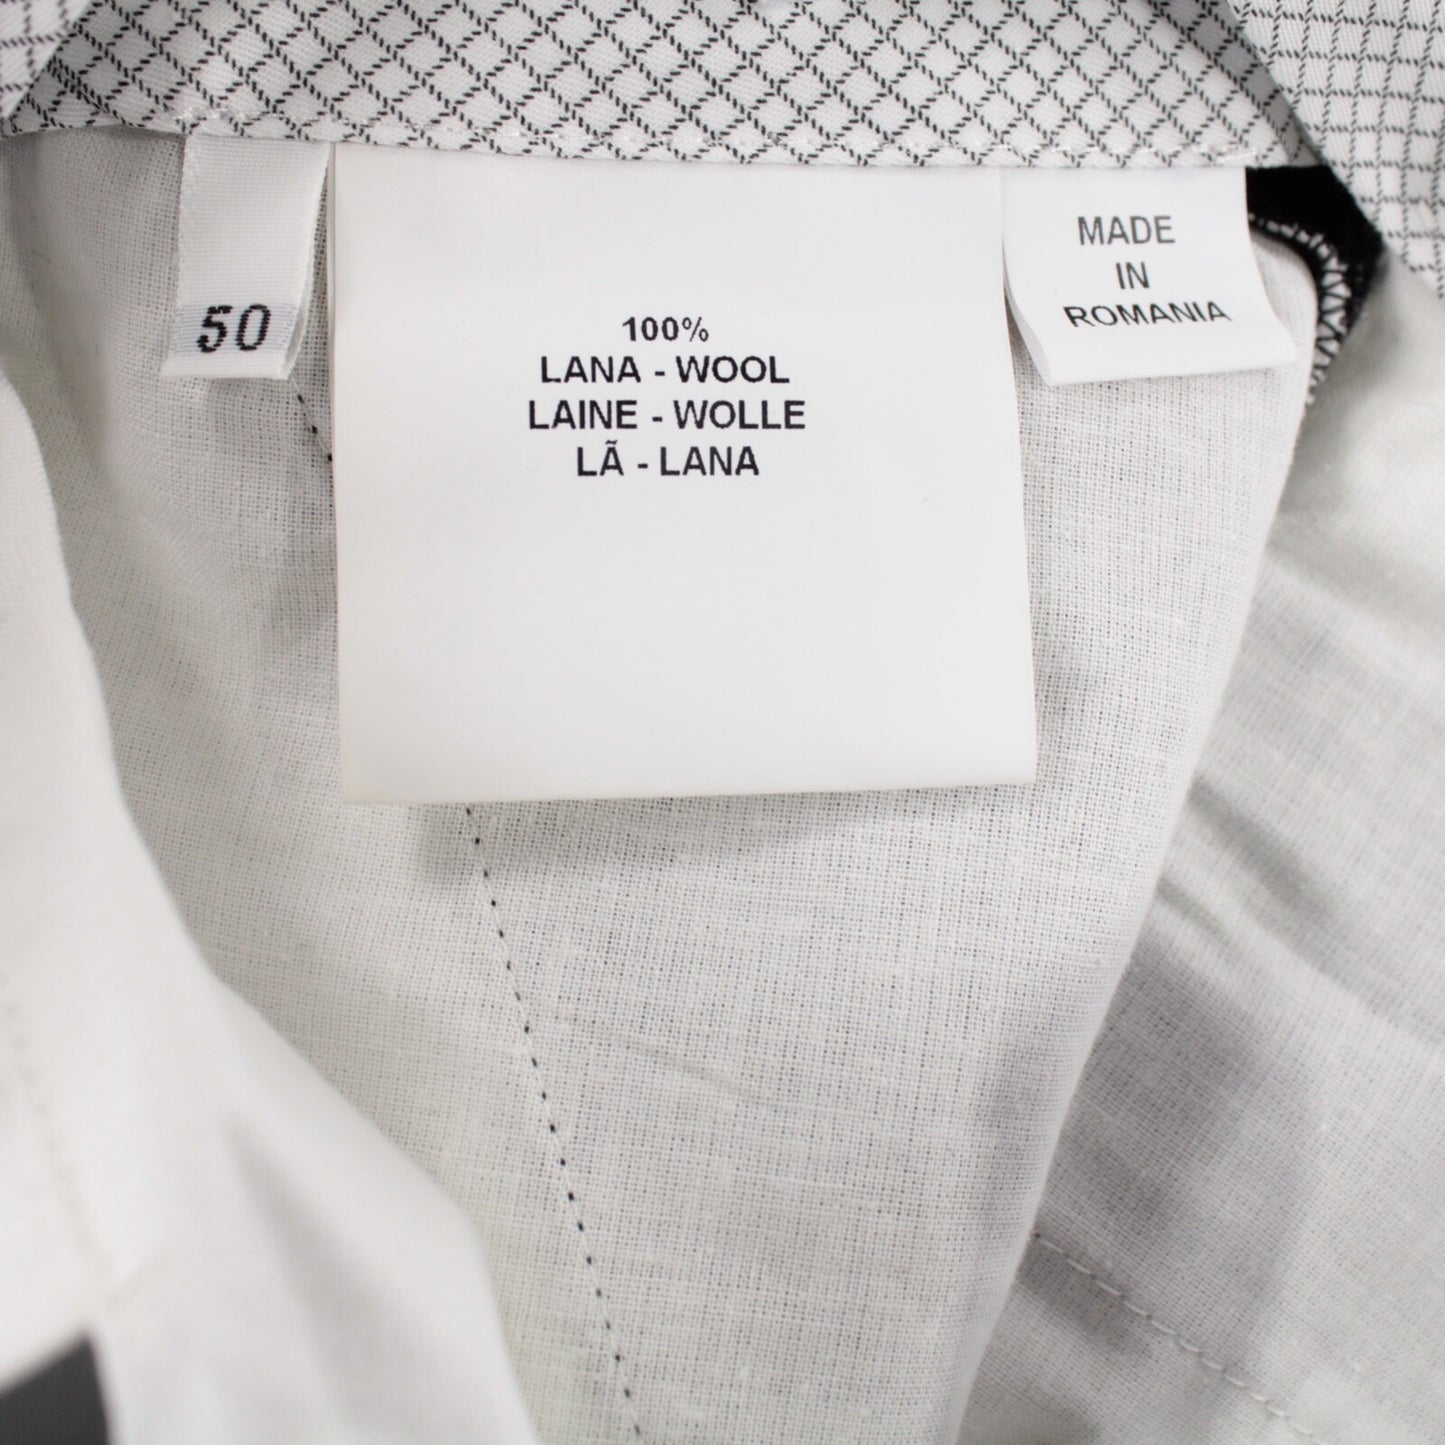 50
100%
LANA - WOOL
LAINE - WOLLE
LÃ - LANA
MADE
IN
ROMANIA